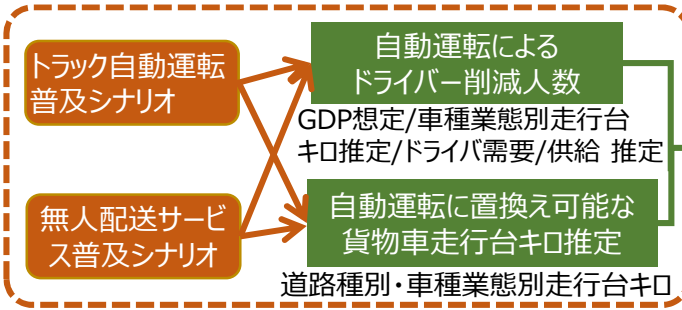 トラック自動運転
普及シナリオ
自動運転による
ドライバー削減人数
GDP想定/車種業態別走行台
キロ推定/ドライバ需要/供給 推定
無人配送サービ
ス普及シナリオ
自動運転に置換え可能な
貨物車走行台キロ推定
道路種別・車種業態別走行台キロ